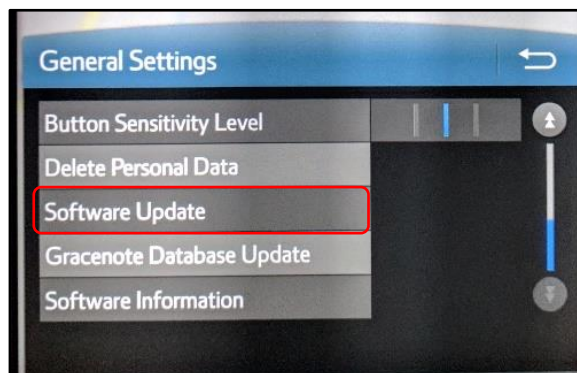 General Settings
Button Sensitivity Level
Delete Personal Data
Software Update
Gracenote Database Update
Software Information